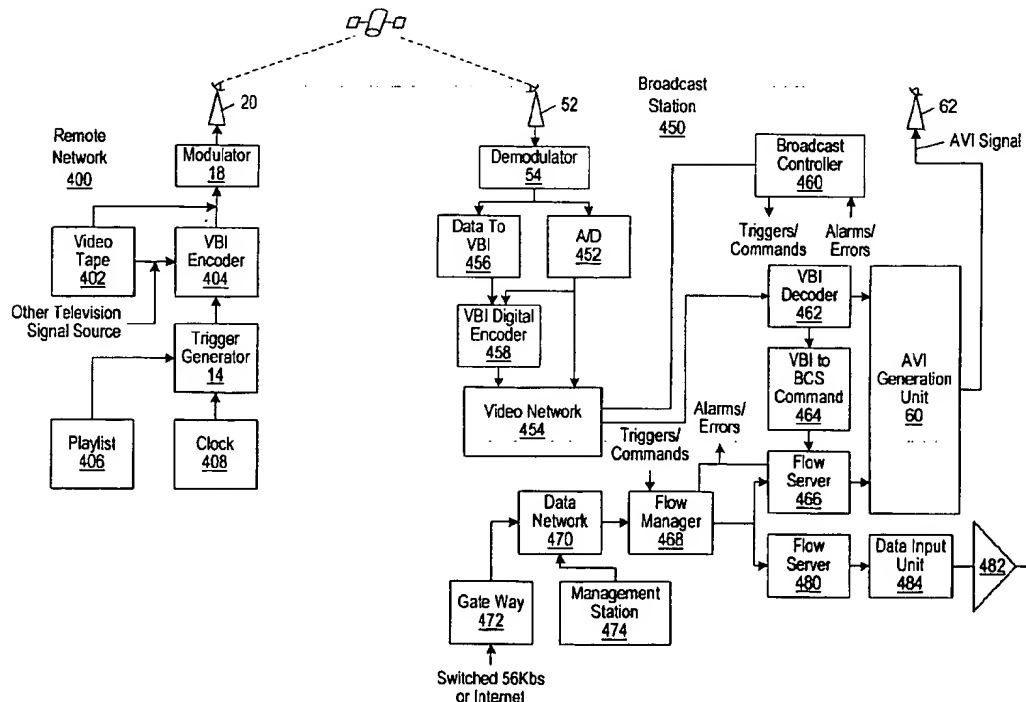 20
Remote
Network
400
Modulator
18
Video
Tape
402
VBI
Encoder
404
Other Television
Signal Source
Trigger
Generator
14
Playlist
406
Clock
408
52
Demodulator
54
Data To
VBI
456
A/D
452
VBI Digital
Encoder
458
Video Network
454
Broadcast
Station
450
Broadcast
Controller
460
62
AVI Signal
Triggers/
Commands
Alarms/
Errors
VBI
Decoder
462
VBI to
BCS
Command
464
AVI
Generation
Unit
60
Alarms/
Errors
Triggers/
Commands
Flow
Server
466
Data
Network
470
Flow
Manager
468
Flow
Server
480
Data Input
Unit
484
482
Gate Way
472
Management
Station
474
Switched 56Kbs
or Internet